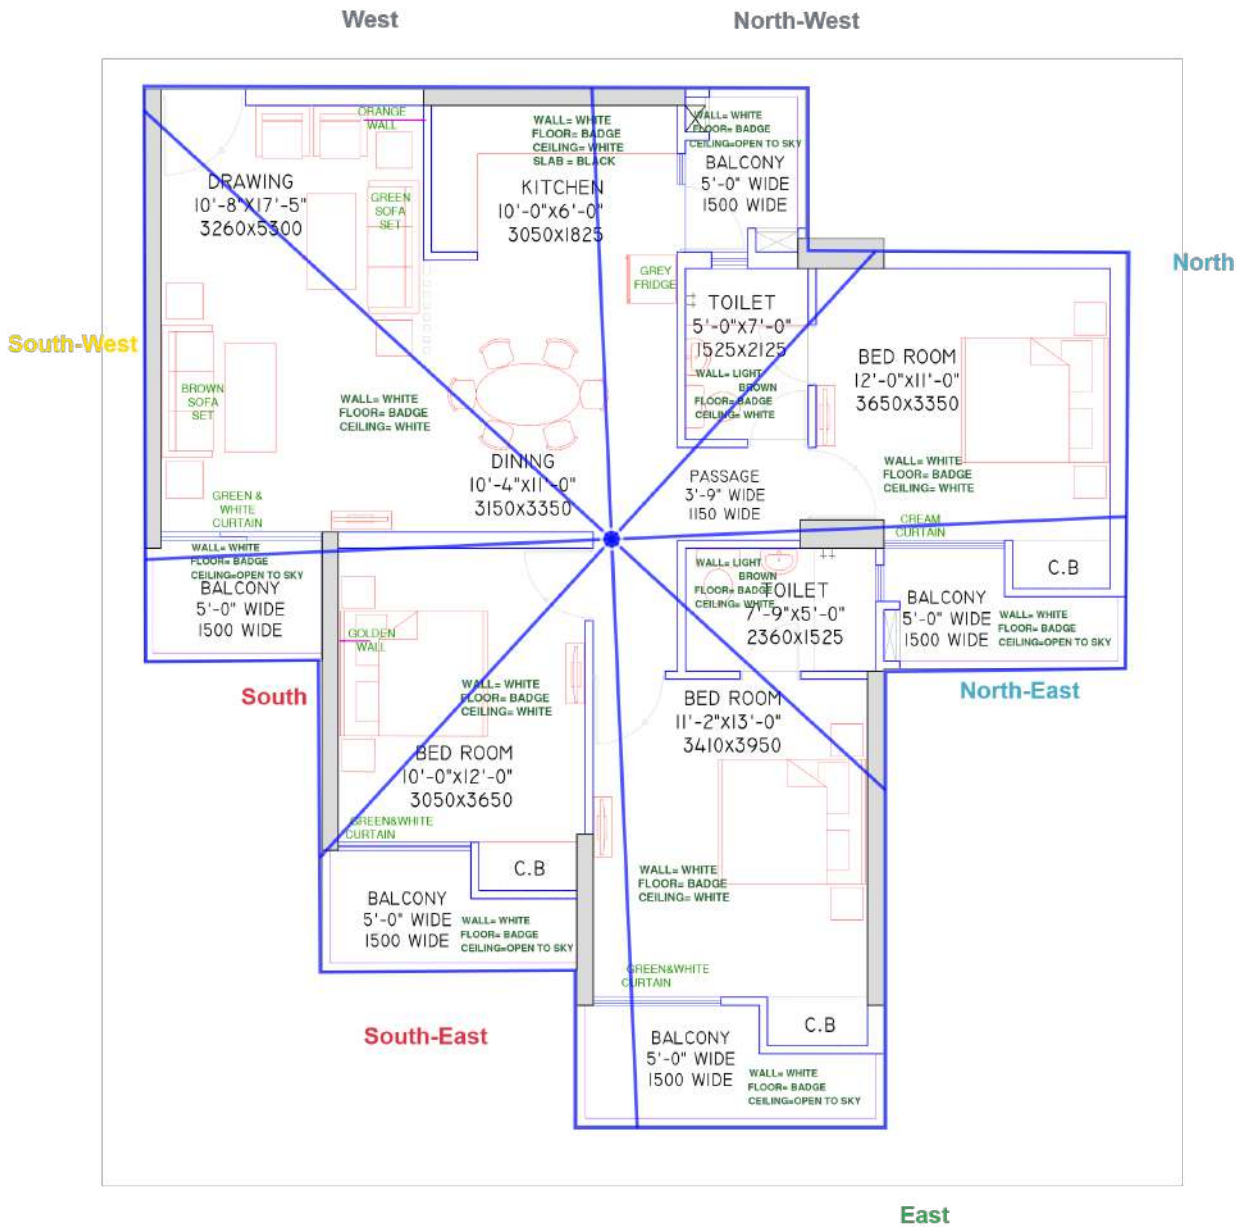 West
North-West
ORANGE
WALL
WALL= WHITE
FLOOR= BADGE
CEILING= WHITE
SLAB = BLACK
WALL= WHITE
FLOOR= BADGE
CEILING=OPEN TO SKY
BALCONY
5'-0" WIDE
1500 WIDE
DRAWING
10'-8"X17'-5"
3260x5300
GREEN
SOFA
SET
KITCHEN
10'-0"x6'-0"
3050x1825
North
GREY
FRIDGE
TOILET
5'-0"x7'-0"
1525x2125
WALL= LIGHT
BROWN
FLOOR= BADGE
CEILING= WHITE
South-West
BED ROOM
12'-0"x11'-0"
3650x3350
BROWN
SOFA
SET
WALL= WHITE
FLOOR= BADGE
CEILING= WHITE
DINING
10'-4"x11'-0"
3150x3350
PASSAGE
3'-9" WIDE
1150 WIDE
WALL= WHITE
FLOOR= BADGE
CEILING= WHITE
GREEN &
WHITE
CURTAIN
CREAM
CURTAIN
WALL= WHITE
FLOOR= BADGE
CEILING=OPEN TO SKY
BALCONY
5'-0" WIDE
1500 WIDE
WALL= LIGHT
BROWN
FLOOR= BADGE
CEILING= WHITE
TOILET
7'-9"x5'-0"
2360x1525
C.B
BALCONY
5'-0" WIDE
1500 WIDE
WALL= WHITE
FLOOR= BADGE
CEILING=OPEN TO SKY
GOLDEN
WALL
South
North-East
WALL= WHITE
FLOOR= BADGE
CEILING= WHITE
BED ROOM
10'-0"x12'-0"
3050x3650
BED ROOM
11'-2"x13'-0"
3410x3950
GREEN&WHITE
CURTAIN
C.B
WALL= WHITE
FLOOR= BADGE
CEILING= WHITE
BALCONY
5'-0" WIDE
1500 WIDE
WALL= WHITE
FLOOR= BADGE
CEILING=OPEN TO SKY
GREEN&WHITE
CURTAIN
South-East
C.B
BALCONY
5'-0" WIDE
1500 WIDE
WALL= WHITE
FLOOR= BADGE
CEILING=OPEN TO SKY
East